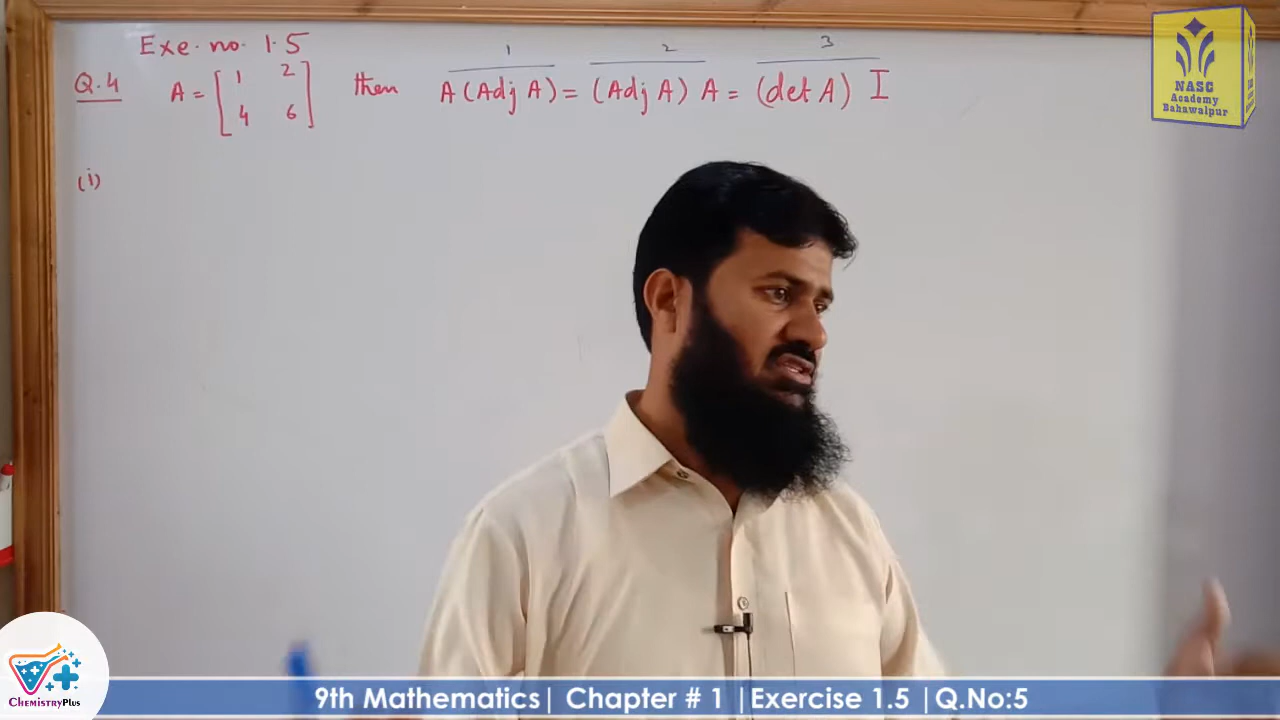 Exe. no. 1.5
Q.4 A = [1 2 then A(Adj A) = (Adj A) A = (det A) I
4 6]
1 2 3
(i)
NASC
Academy
Bahawalpur
ChemistryPlus
9th Mathematics| Chapter # 1 |Exercise 1.5 |Q.No:5